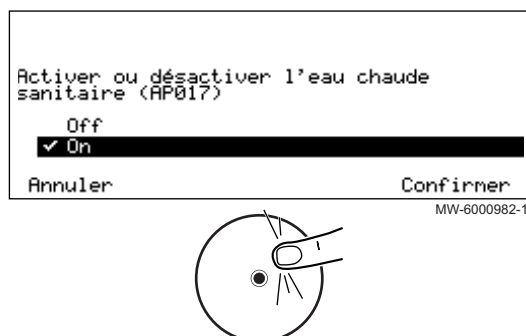 Activer ou désactiver l'eau chaude
sanitaire (AP017)
Off
✔ On
Annuler Confirmer
MW-6000982-1